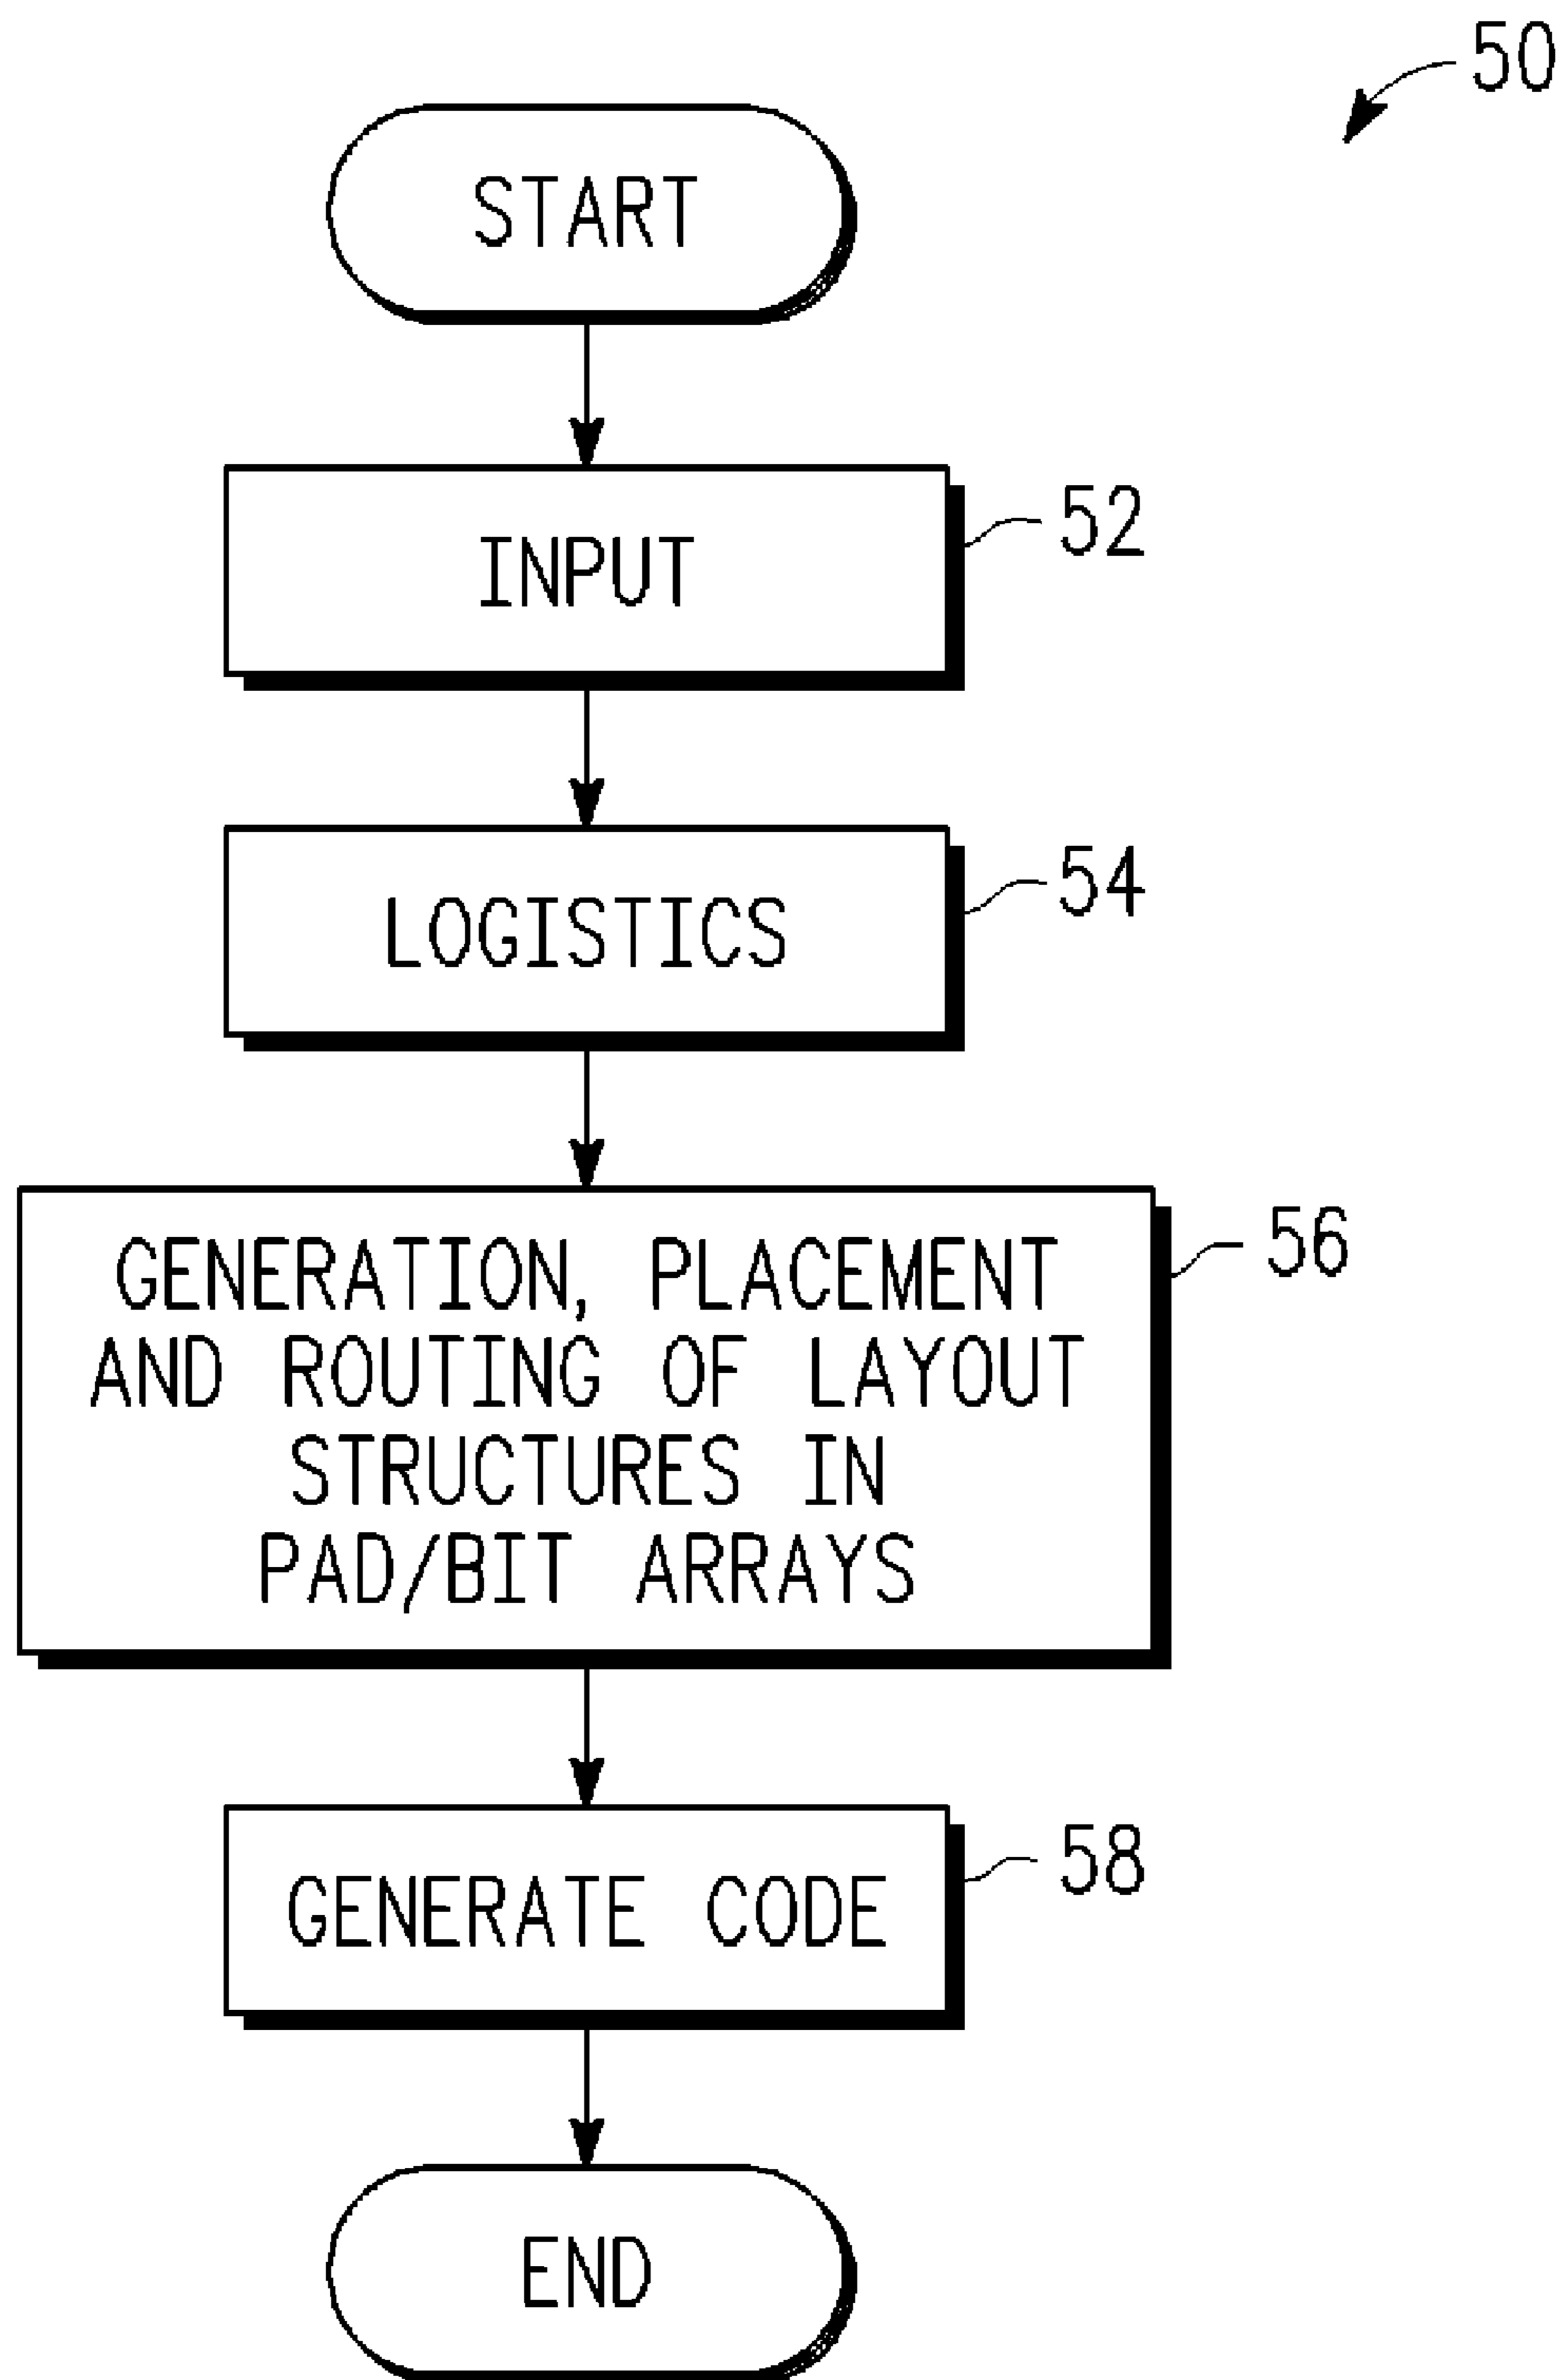 50
START
INPUT
52
LOGISTICS
54
GENERATION, PLACEMENT
AND ROUTING OF LAYOUT
STRUCTURES IN
PAD/BIT ARRAYS
56
GENERATE CODE
58
END